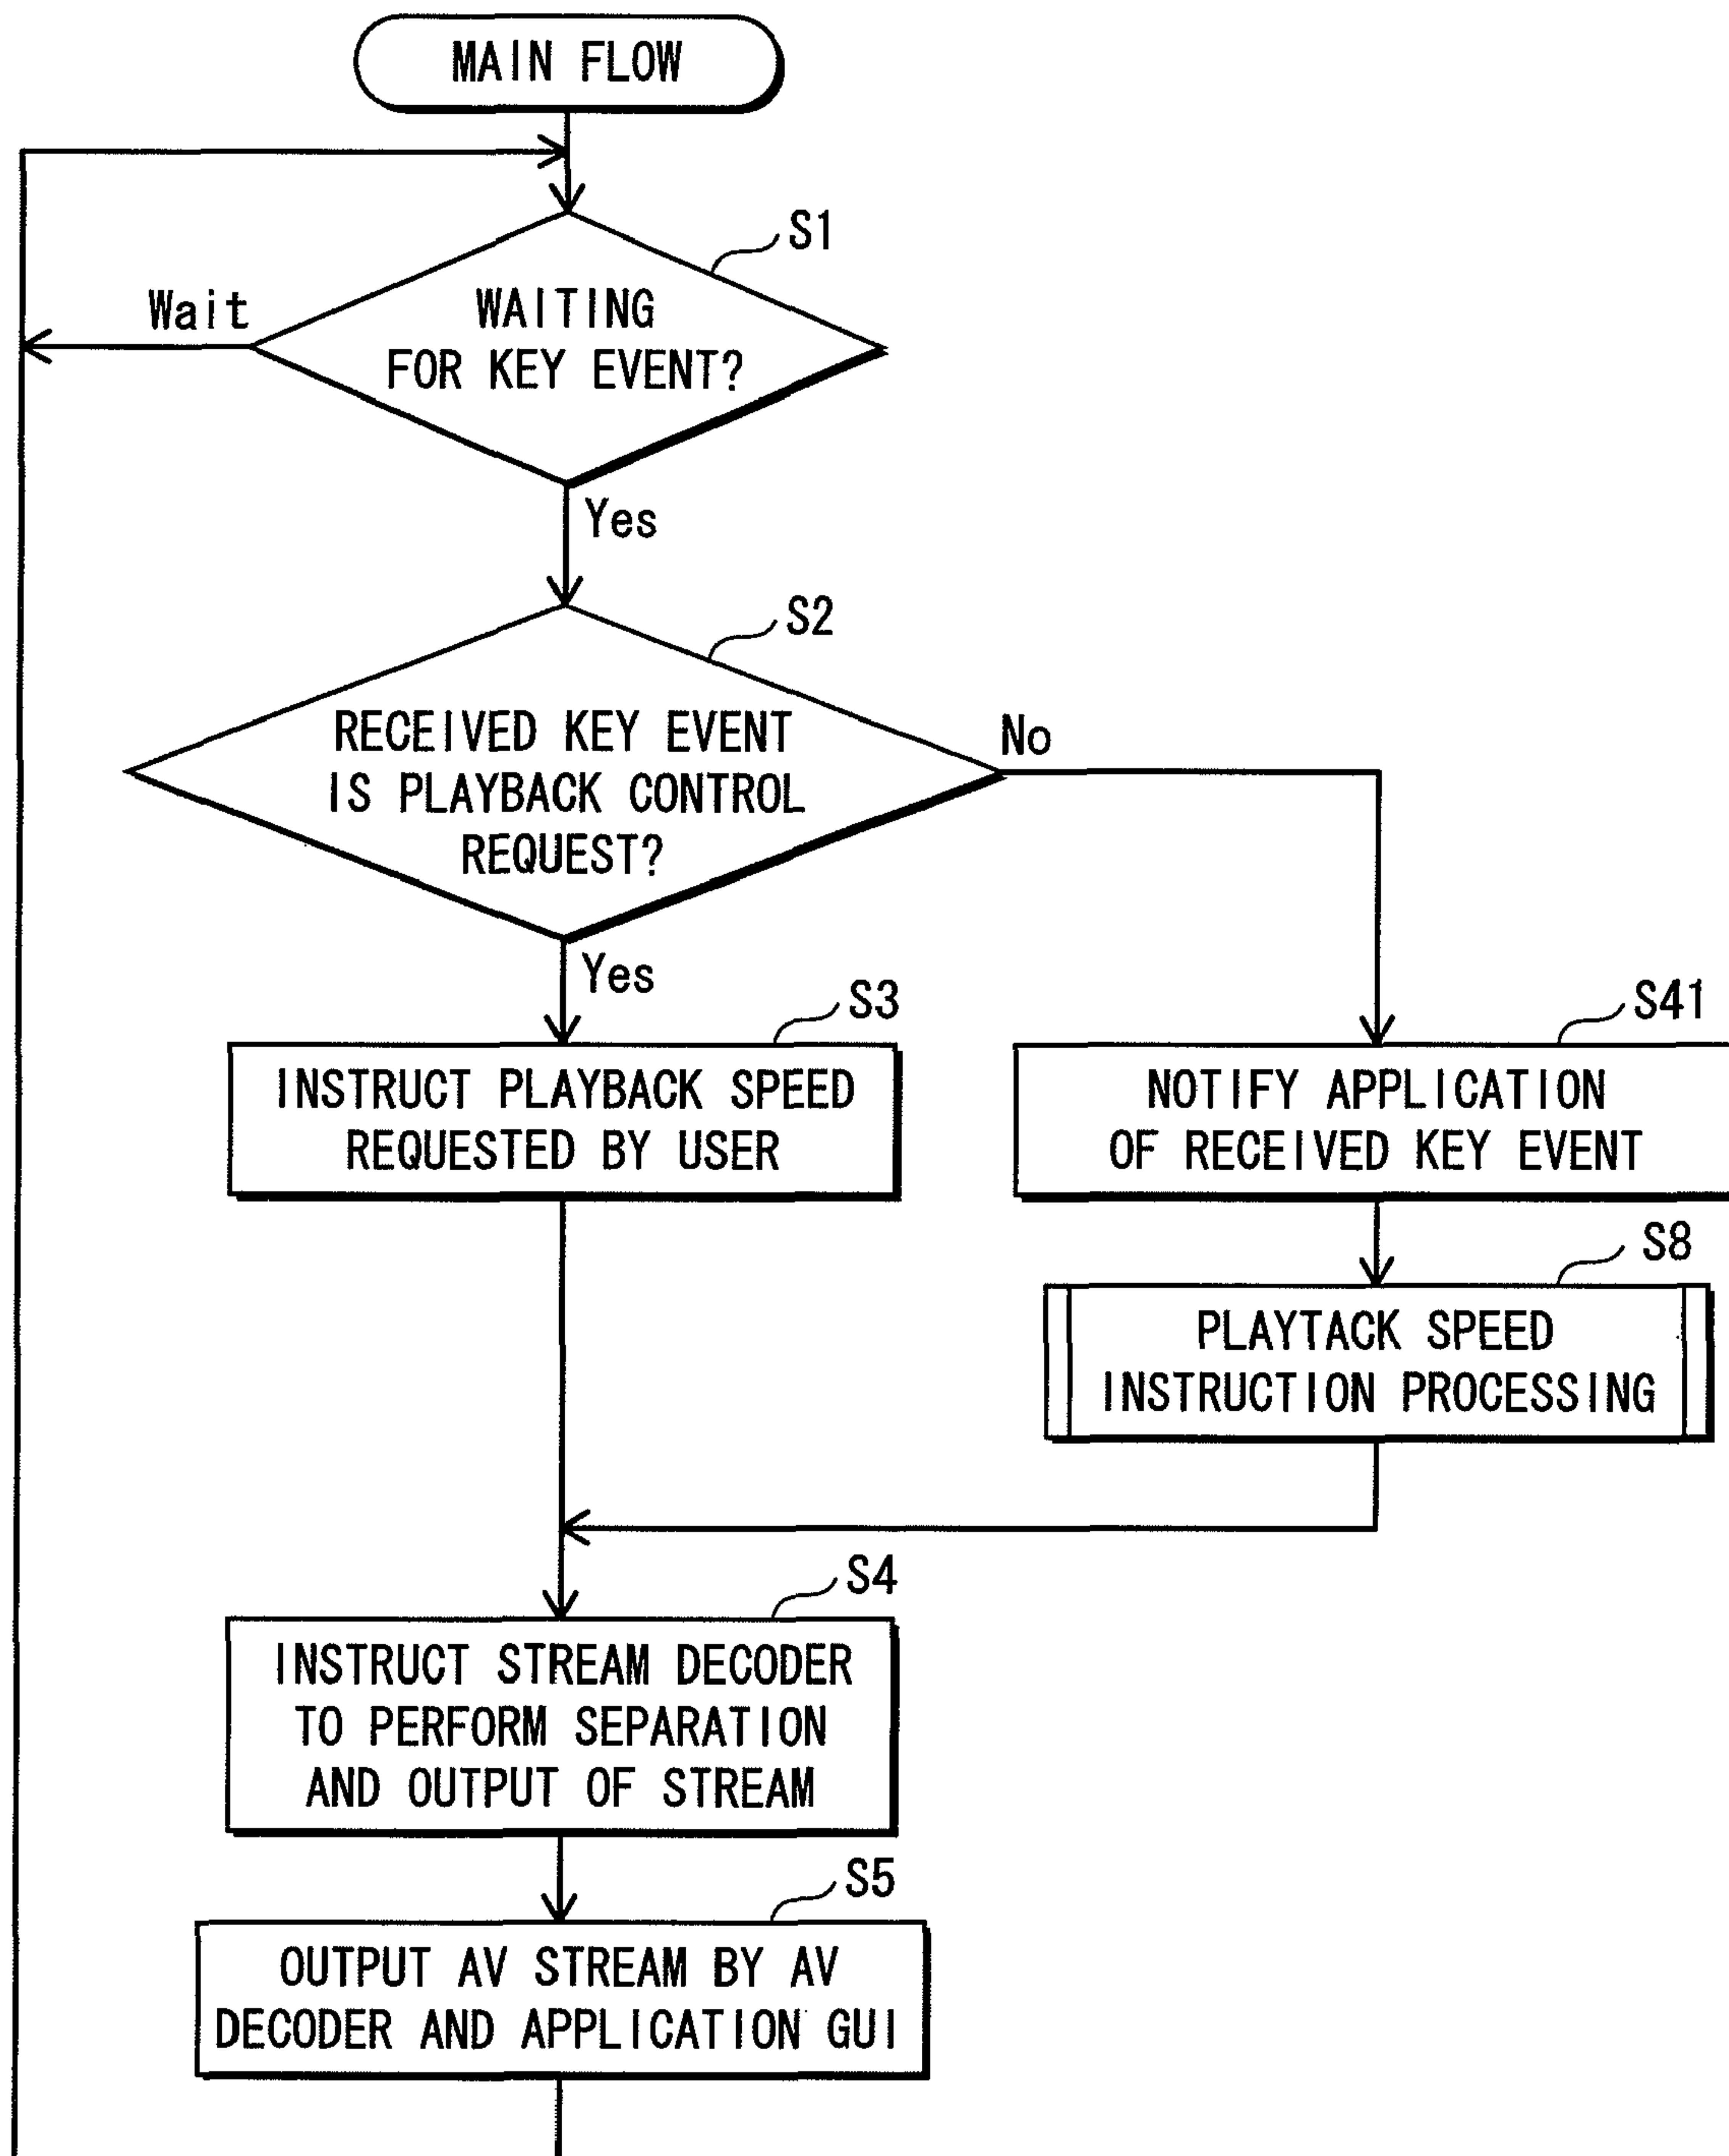 MAIN FLOW
S1
Wait
WAITING
FOR KEY EVENT?
Yes
S2
RECEIVED KEY EVENT
IS PLAYBACK CONTROL
REQUEST?
No
Yes
S3
INSTRUCT PLAYBACK SPEED
REQUESTED BY USER
S41
NOTIFY APPLICATION
OF RECEIVED KEY EVENT
S8
PLAYTACK SPEED
INSTRUCTION PROCESSING
S4
INSTRUCT STREAM DECODER
TO PERFORM SEPARATION
AND OUTPUT OF STREAM
S5
OUTPUT AV STREAM BY AV
DECODER AND APPLICATION GUI